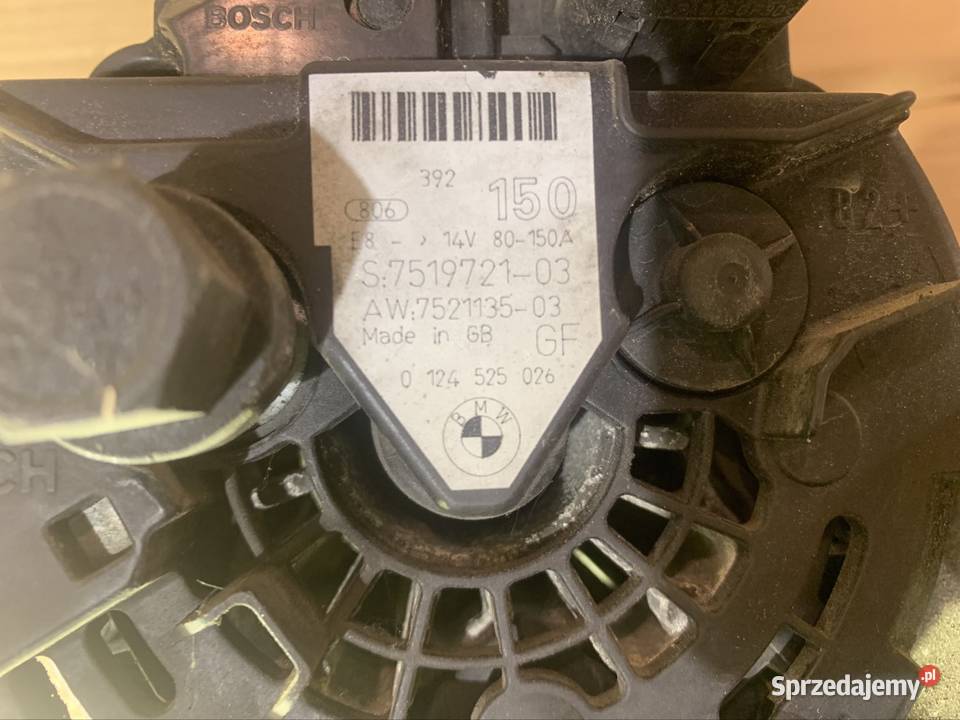 BOSCH
392
806
150
E8 - > 14V 80-150A
S:7519721-03
AW:7521135-03
Made in GB
GF
0 124 525 026
BMW
CH
Sprzedajemy.pl